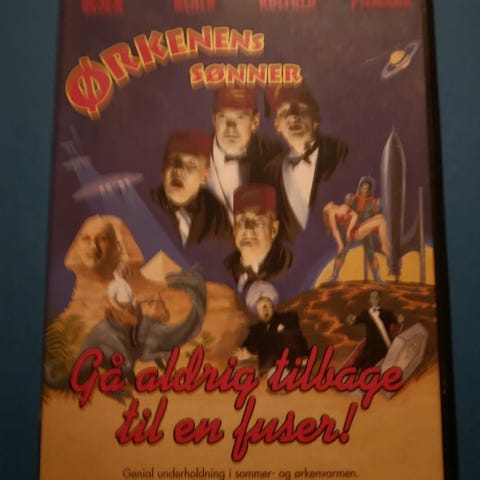 ØRKENENS
SØNNER
Gå aldrig tilbage
til en fuser!
Genial underholdning i sommer- og ørkenvarmen.